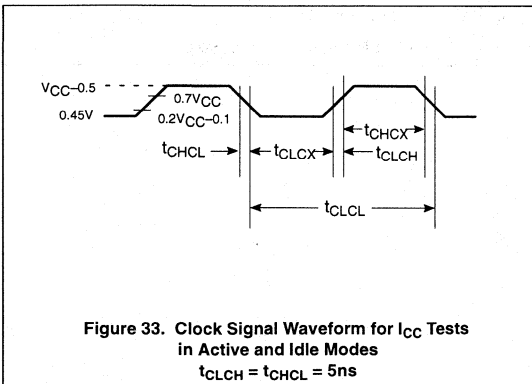 VCC–0.5
0.7VCC
0.45V
0.2VCC–0.1
tCHCX
tCHCL
tCLCX
tCLCH
tCLCL
Figure 33. Clock Signal Waveform for ICC Tests
in Active and Idle Modes
tCLCH = tCHCL = 5ns